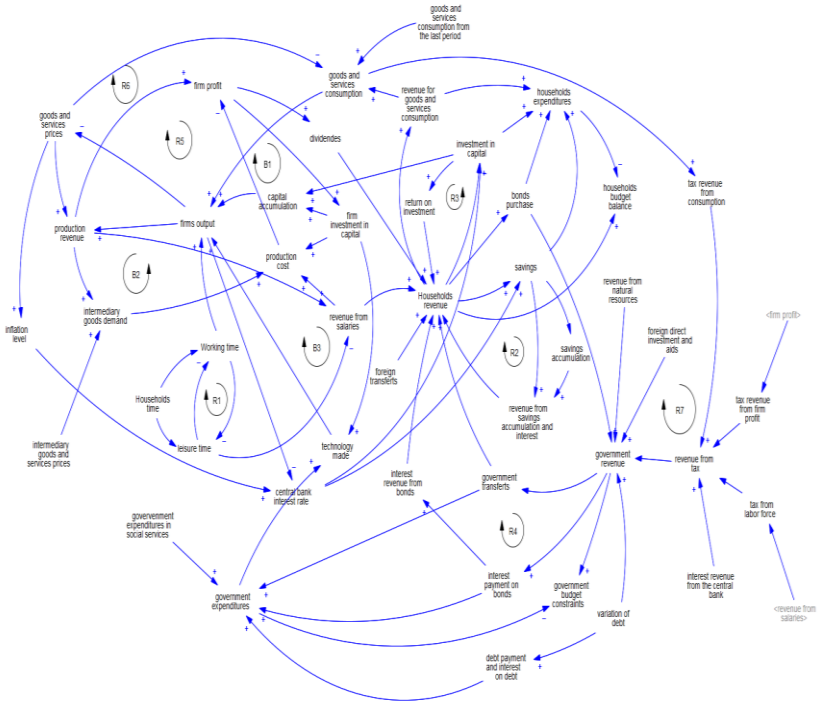 goods and
services
consumption from
the last period
R6
firm profit
goods and
services
consumption
revenue for
goods and
services
consumption
households
expenditures
goods and
services
prices
R5
dividendes
B1
investment in
capital
capital
accumulation
return on
investment
R3
bonds
purchase
households
budget
balance
tax revenue
from
consumption
production
revenue
firms output
firm
investment in
capital
production
cost
B2
savings
revenue from
natural
resources
Households
revenue
intermediary
goods demand
revenue from
salaries
<firm profit>
inflation
level
Working time
B3
foreign
transferts
R2
savings
accumulation
foreign direct
investment and
aids
Households
time
R1
revenue from
savings
accumulation and
interest
R7
tax revenue
from firm
profit
intermediary
goods and
services prices
leisure time
technology
made
government
revenue
revenue from
tax
interest
revenue from
bonds
government
transferts
central bank
interest rate
tax from
labor force
goververnment
expenditures in
social services
R4
interest
payment on
bonds
government
budget
constraints
interest revenue
from the central
bank
government
expenditures
variation of
debt
<revenue from
salaries>
debt payment
and interest
on debt